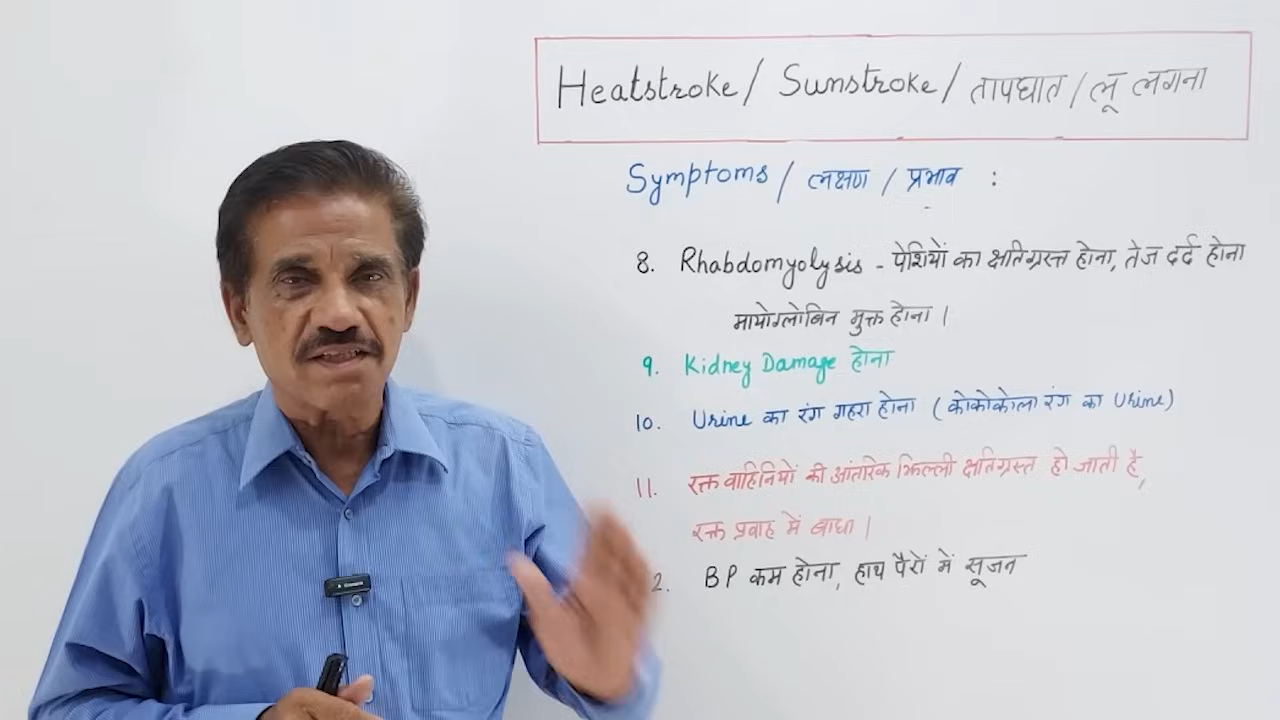 Heatstroke / Sunstroke / तापघात / लू लगना
Symptoms / लक्षण / प्रभाव :
8. Rhabdomyolysis - पेशियों का क्षतिग्रस्त होना, तेज दर्द होना
मायोग्लोबिन मुक्त होना ।
9. Kidney Damage होना
10. Urine का रंग गहरा होना (कोकोकोला रंग का Urine)
11. रक्त वाहिनियों की आंतरिक झिल्ली क्षतिग्रस्त हो जाती है,
रक्त प्रवाह में बाधा ।
2. BP कम होना, हाथ पैरों में सूजन